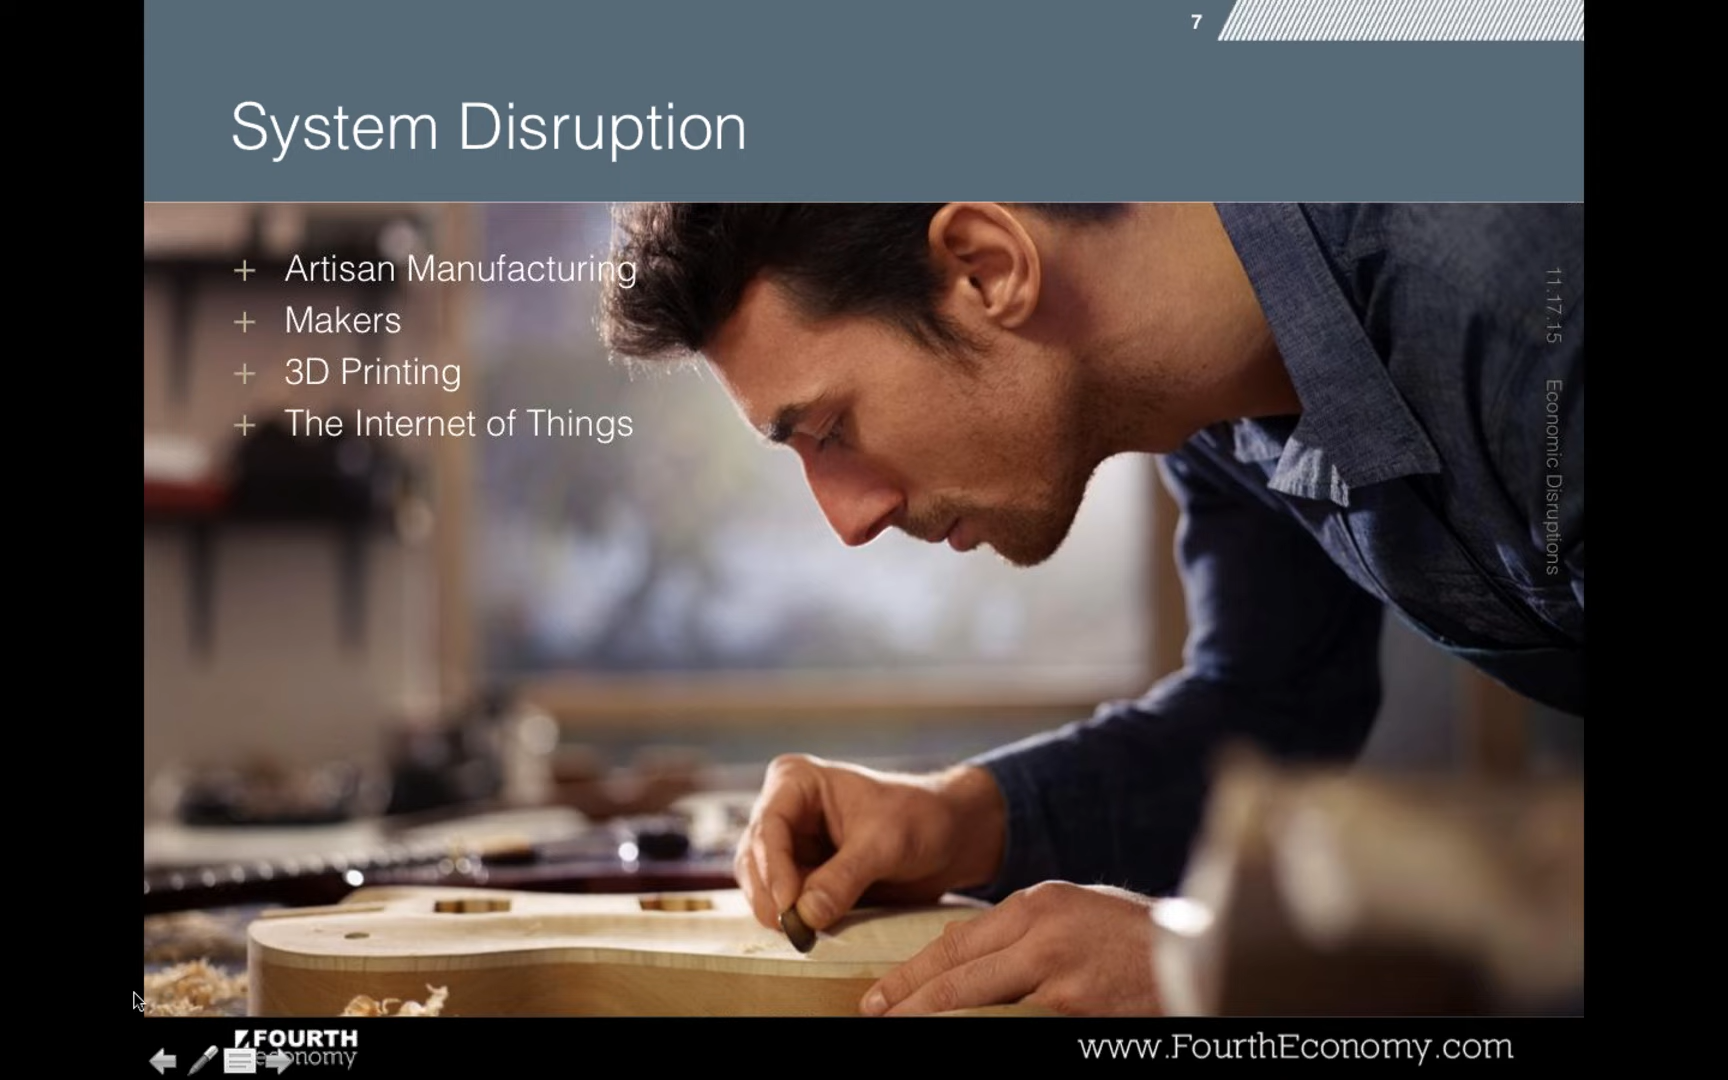 7
System Disruption
+ Artisan Manufacturing
+ Makers
+ 3D Printing
+ The Internet of Things
11.17.15 Economic Disruptions
FOURTH
economy
www.FourthEconomy.com